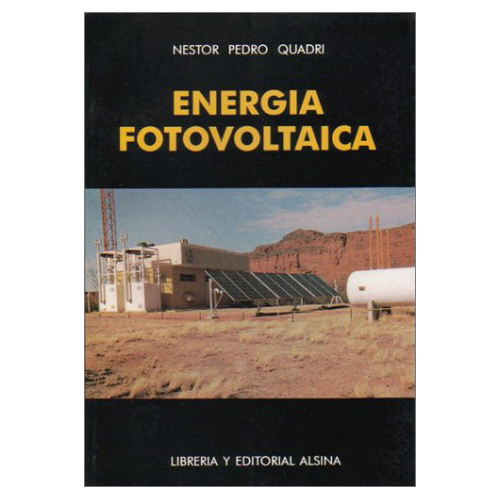 NESTOR PEDRO QUADRI
ENERGIA
FOTOVOLTAICA
LIBRERIA Y EDITORIAL ALSINA